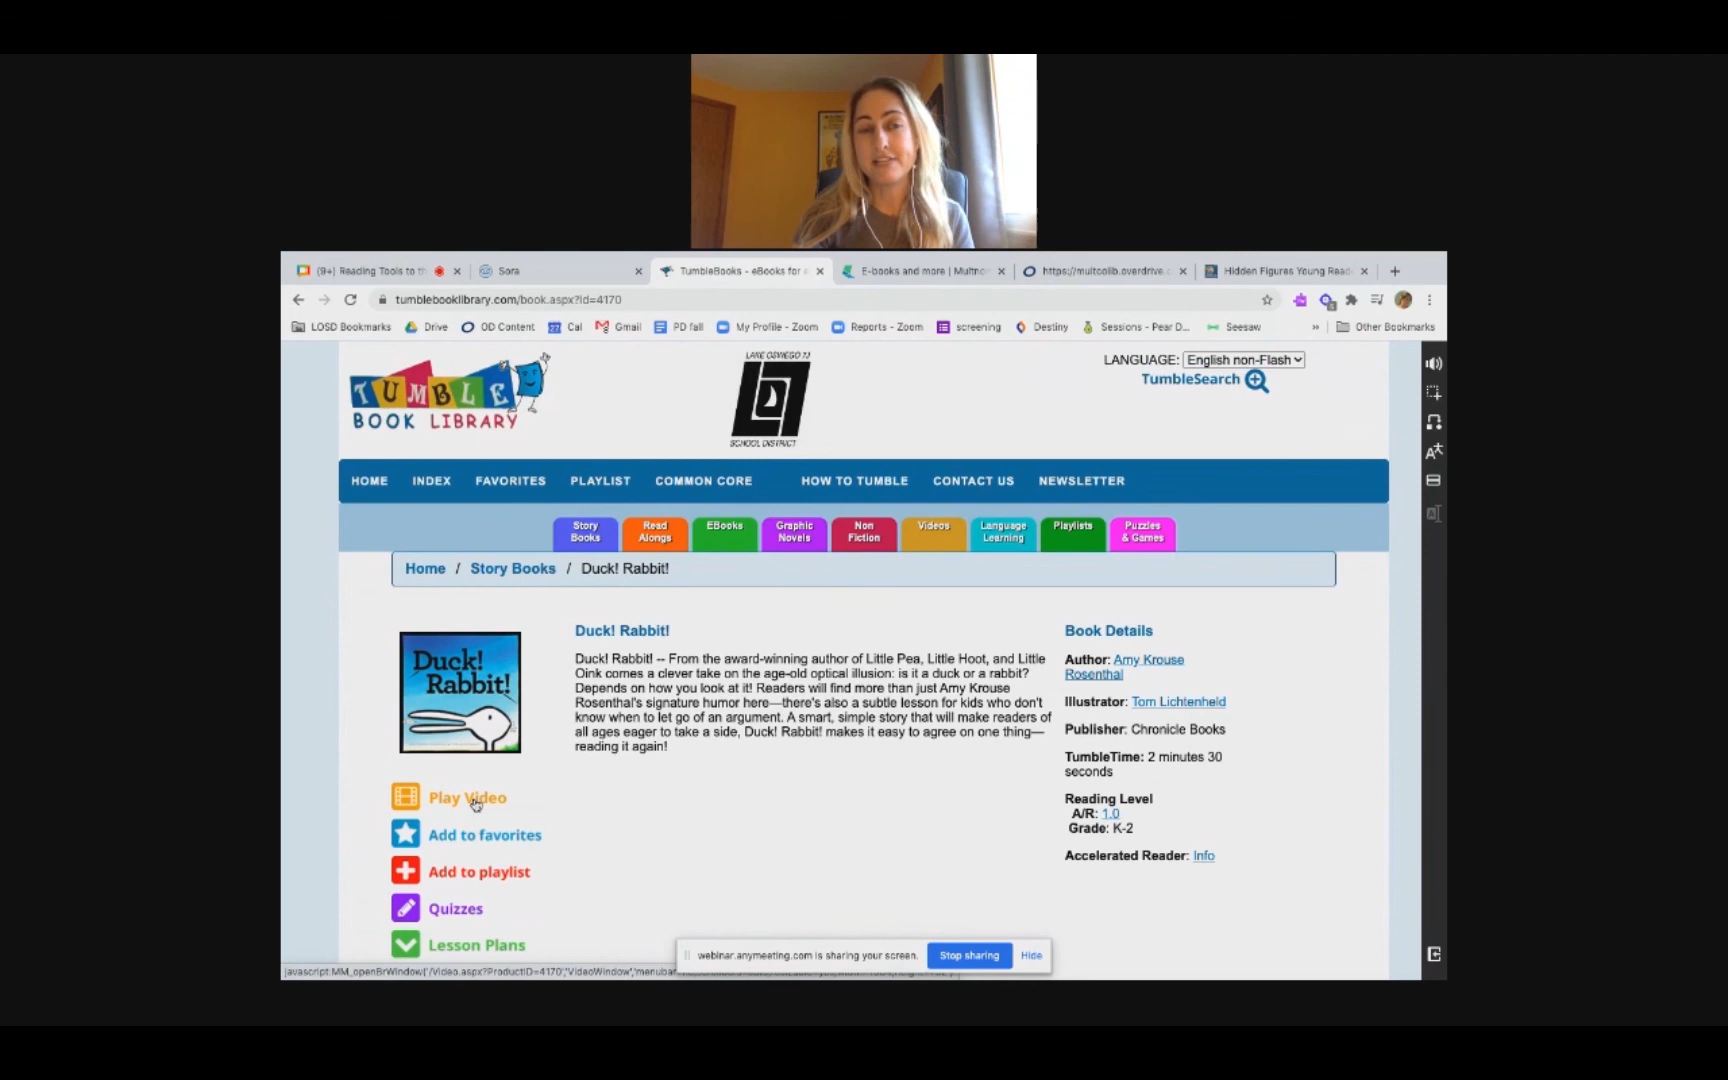 (9+) Reading Tools to th
Sora
TumbleBooks - eBooks for e
E-books and more | Multnor
https://multcolib.overdrive.c
Hidden Figures Young Read
tumblebooklibrary.com/book.aspx?id=4170
LOSD Bookmarks
Drive
OD Content
Cal
Gmail
PD fall
My Profile - Zoom
Reports - Zoom
screening
Destiny
Sessions - Pear D...
Seesaw
»
Other Bookmarks
TUMBLE
BOOK LIBRARY
LAKE OSWEGO 7J
SCHOOL DISTRICT
LANGUAGE: English non-Flash
TumbleSearch
HOME INDEX FAVORITES PLAYLIST COMMON CORE HOW TO TUMBLE CONTACT US NEWSLETTER
Story
Books
Read
Alongs
EBooks
Graphic
Novels
Non
Fiction
Videos
Language
Learning
Playlists
Puzzles
& Games
Home / Story Books / Duck! Rabbit!
Duck!
Rabbit!
Duck! Rabbit!
Duck! Rabbit! -- From the award-winning author of Little Pea, Little Hoot, and Little
Oink comes a clever take on the age-old optical illusion: is it a duck or a rabbit?
Depends on how you look at it! Readers will find more than just Amy Krouse
Rosenthal's signature humor here—there's also a subtle lesson for kids who don't
know when to let go of an argument. A smart, simple story that will make readers of
all ages eager to take a side, Duck! Rabbit! makes it easy to agree on one thing—
reading it again!
Book Details
Author: Amy Krouse
Rosenthal
Illustrator: Tom Lichtenheld
Publisher: Chronicle Books
TumbleTime: 2 minutes 30
seconds
Reading Level
A/R: 1.0
Grade: K-2
Accelerated Reader: Info
Play Video
Add to favorites
Add to playlist
Quizzes
Lesson Plans
webinar.anymeeting.com is sharing your screen.
Stop sharing
Hide
javascript:MM_openBrWindow('/Video.aspx?ProductID=4170','VideoWindow','menubar